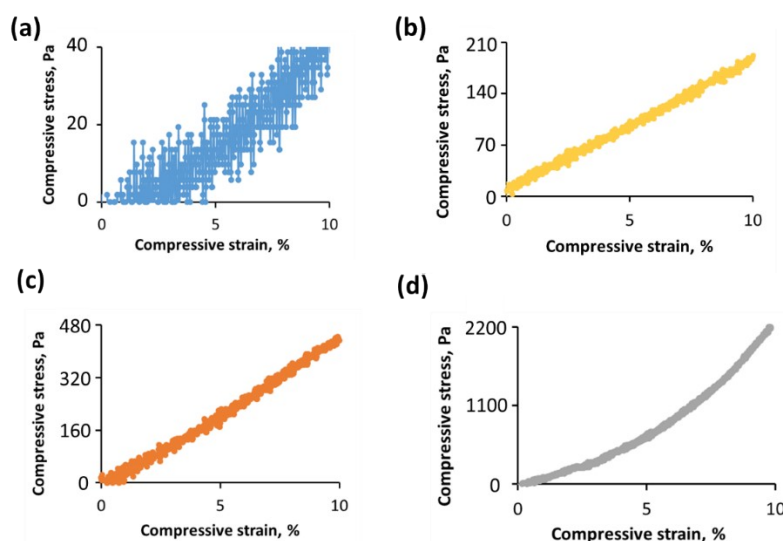 (a)
Compressive stress, Pa
40
20
0
0 5 10
Compressive strain, %
(b)
Compressive stress, Pa
210
140
70
0
0 5 10
Compressive strain, %
(c)
Compressive stress, Pa
480
320
160
0
0 5 10
Compressive strain, %
(d)
Compressive stress, Pa
2200
1100
0
0 5 10
Compressive strain, %